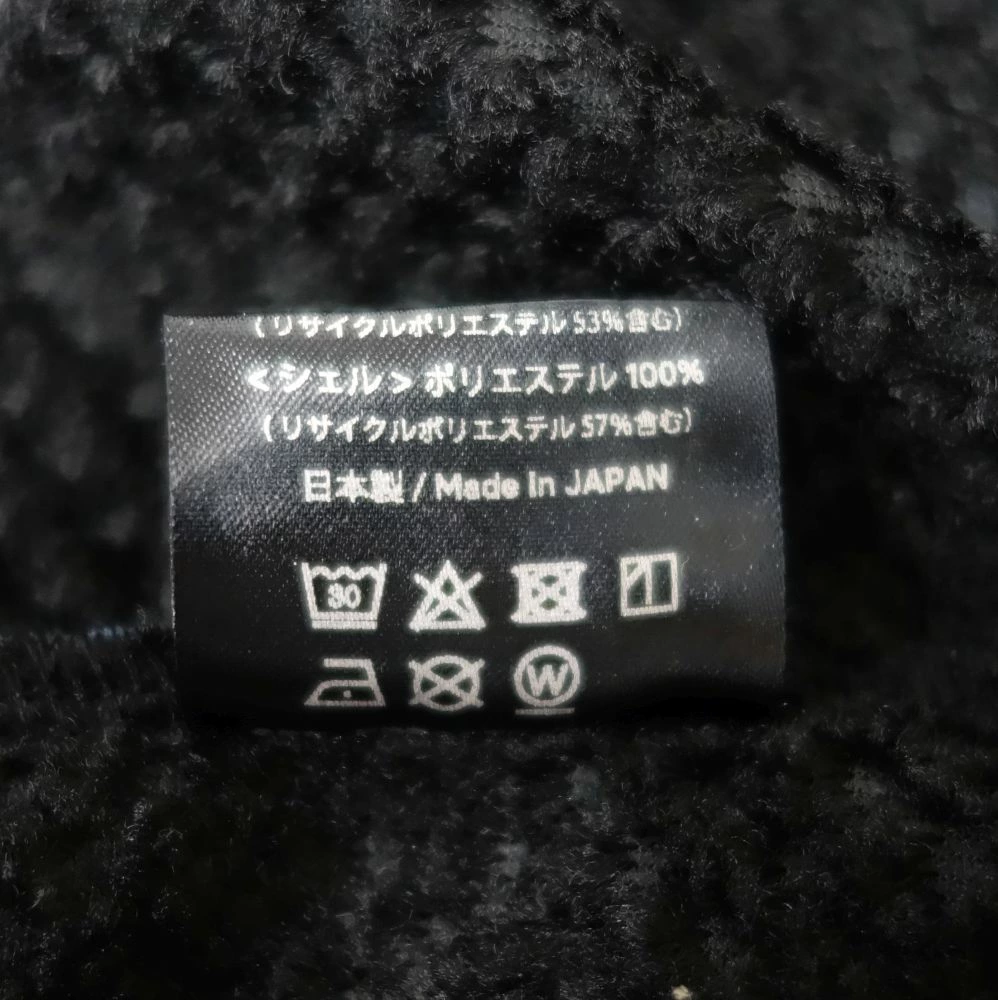 (リサイクルポリエステル 53%含む)
<シェル> ポリエステル 100%
(リサイクルポリエステル 57%含む)
日本製 / Made in JAPAN
30
W